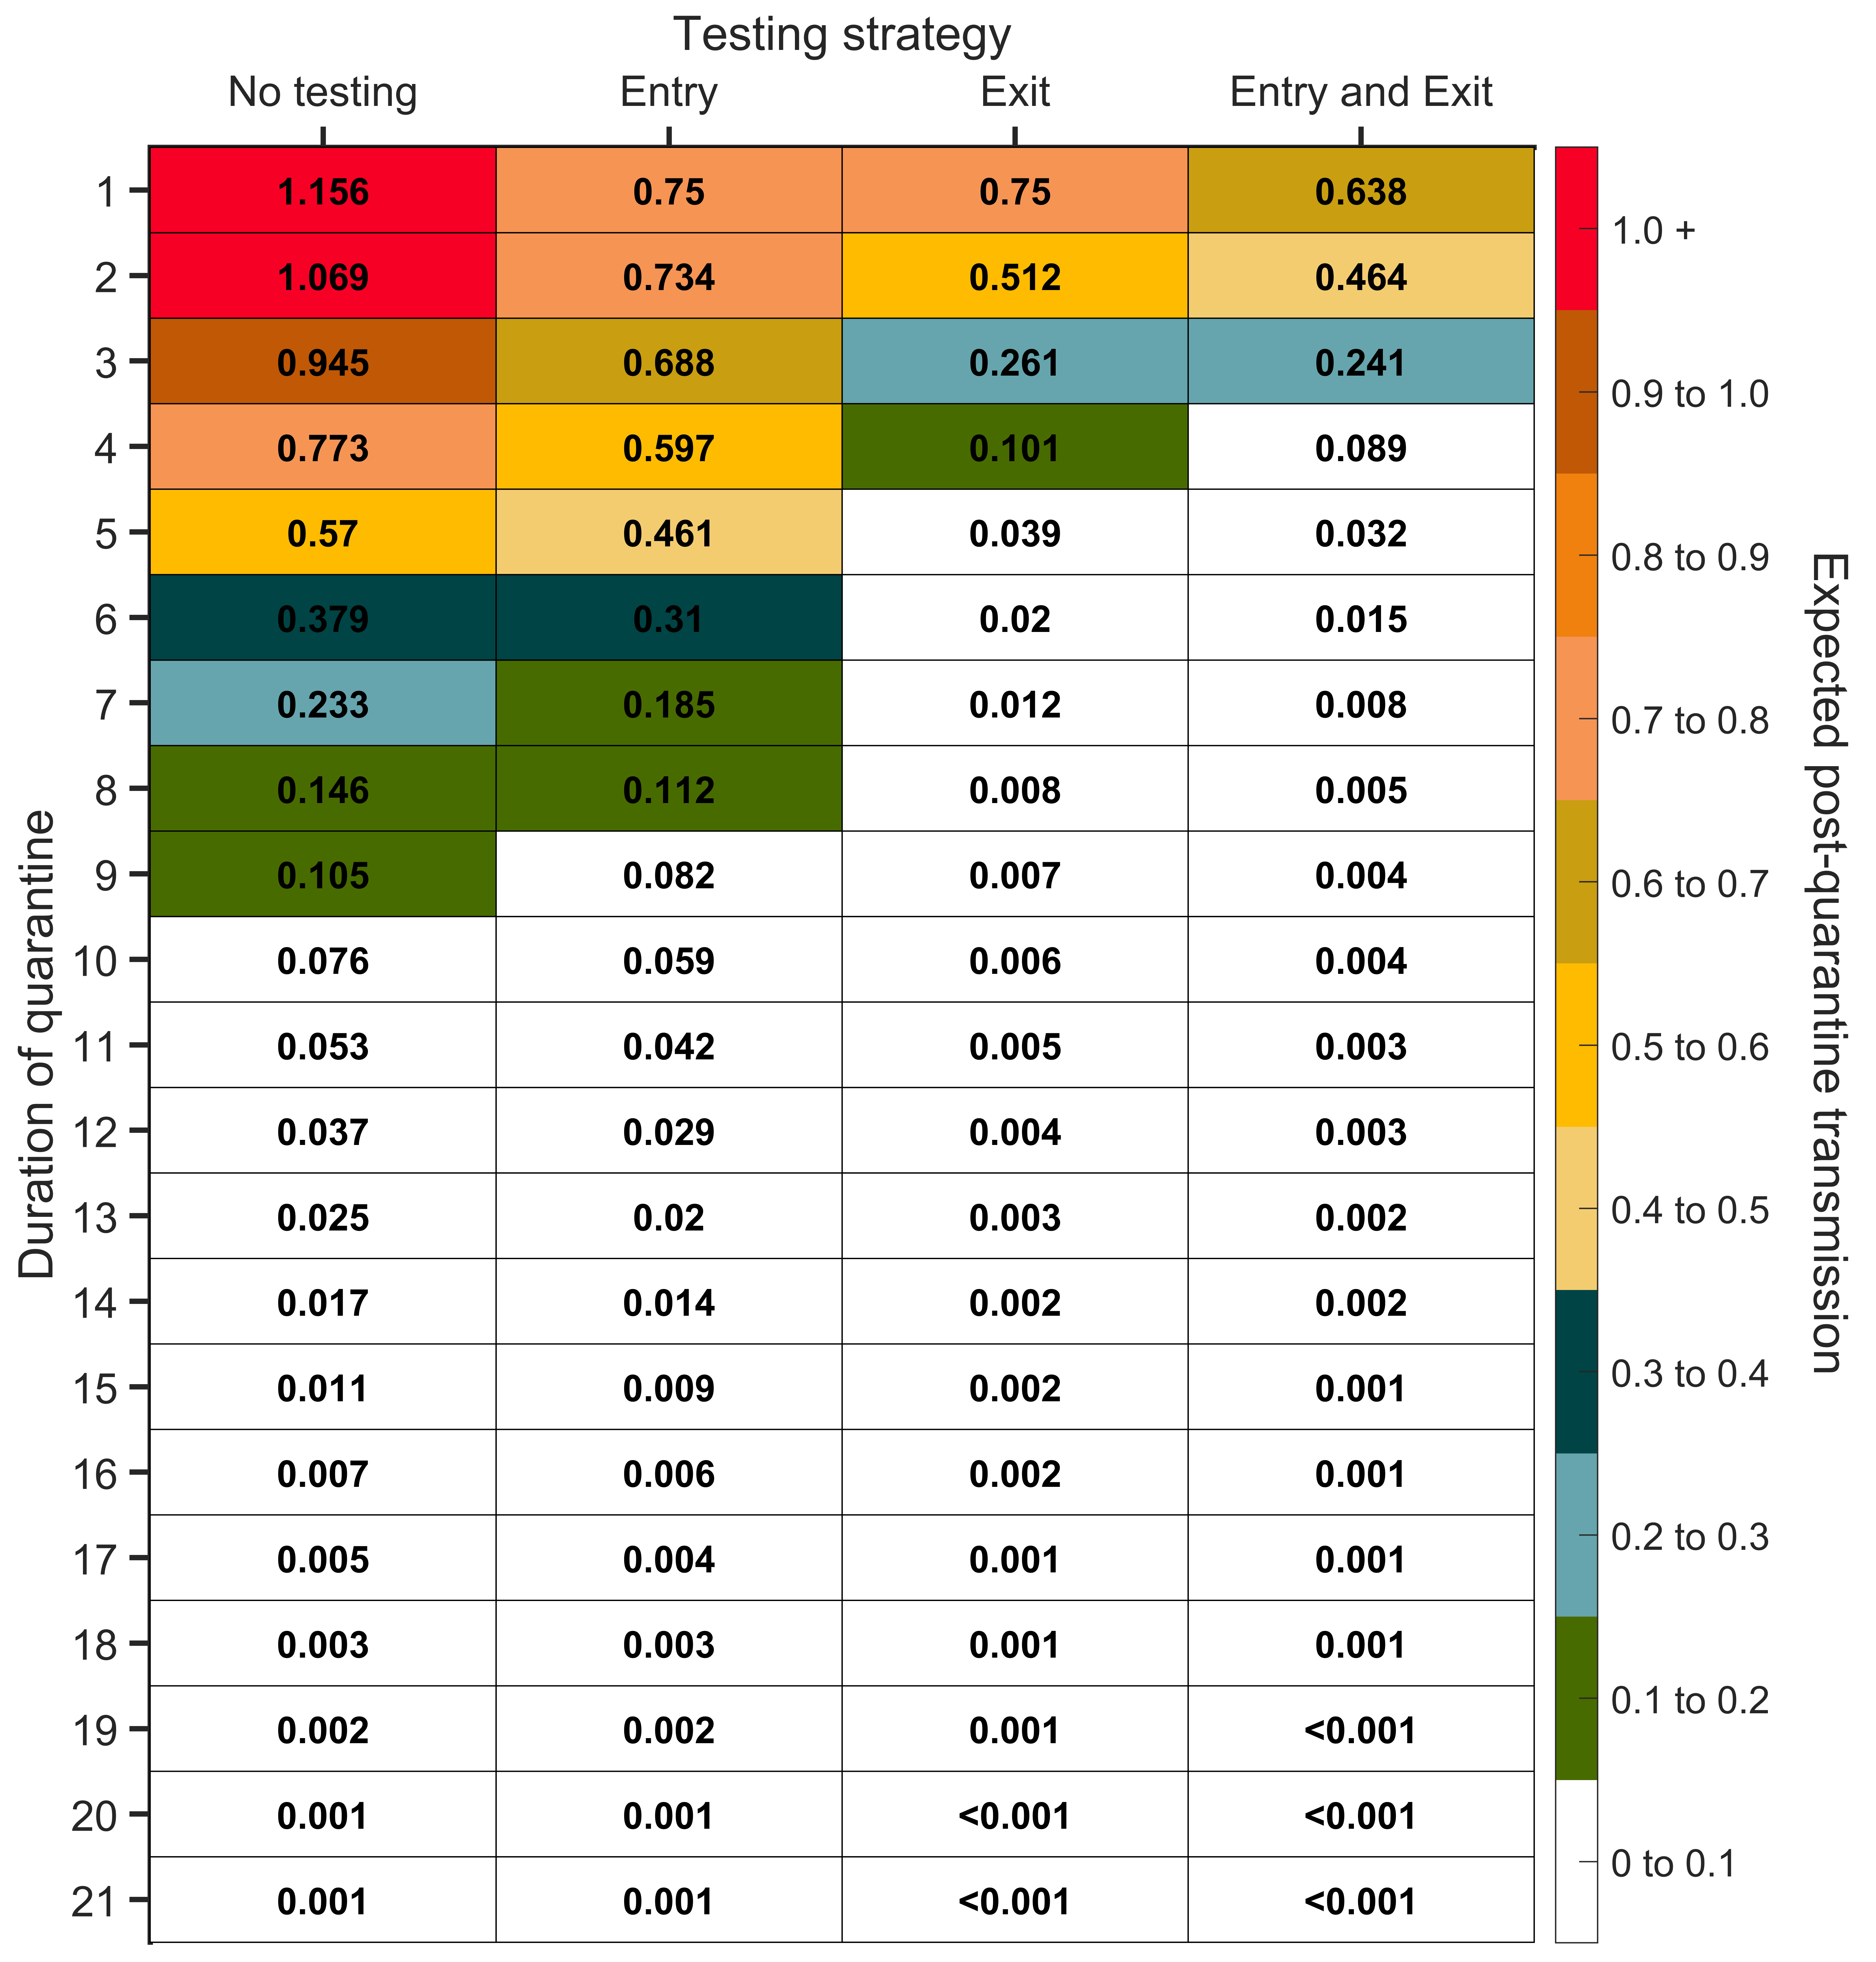 Testing strategy
No testing Entry Exit Entry and Exit
1 1.156 0.75 0.75 0.638
2 1.069 0.734 0.512 0.464
3 0.945 0.688 0.261 0.241
4 0.773 0.597 0.101 0.089
5 0.57 0.461 0.039 0.032
6 0.379 0.31 0.02 0.015
7 0.233 0.185 0.012 0.008
8 0.146 0.112 0.008 0.005
9 0.105 0.082 0.007 0.004
10 0.076 0.059 0.006 0.004
11 0.053 0.042 0.005 0.003
12 0.037 0.029 0.004 0.003
13 0.025 0.02 0.003 0.002
14 0.017 0.014 0.002 0.002
15 0.011 0.009 0.002 0.001
16 0.007 0.006 0.002 0.001
17 0.005 0.004 0.001 0.001
18 0.003 0.003 0.001 0.001
19 0.002 0.002 0.001 <0.001
20 0.001 0.001 <0.001 <0.001
21 0.001 0.001 <0.001 <0.001
Duration of quarantine
1.0 +
0.9 to 1.0
0.8 to 0.9
0.7 to 0.8
0.6 to 0.7
0.5 to 0.6
0.4 to 0.5
0.3 to 0.4
0.2 to 0.3
0.1 to 0.2
0 to 0.1
Expected post-quarantine transmission